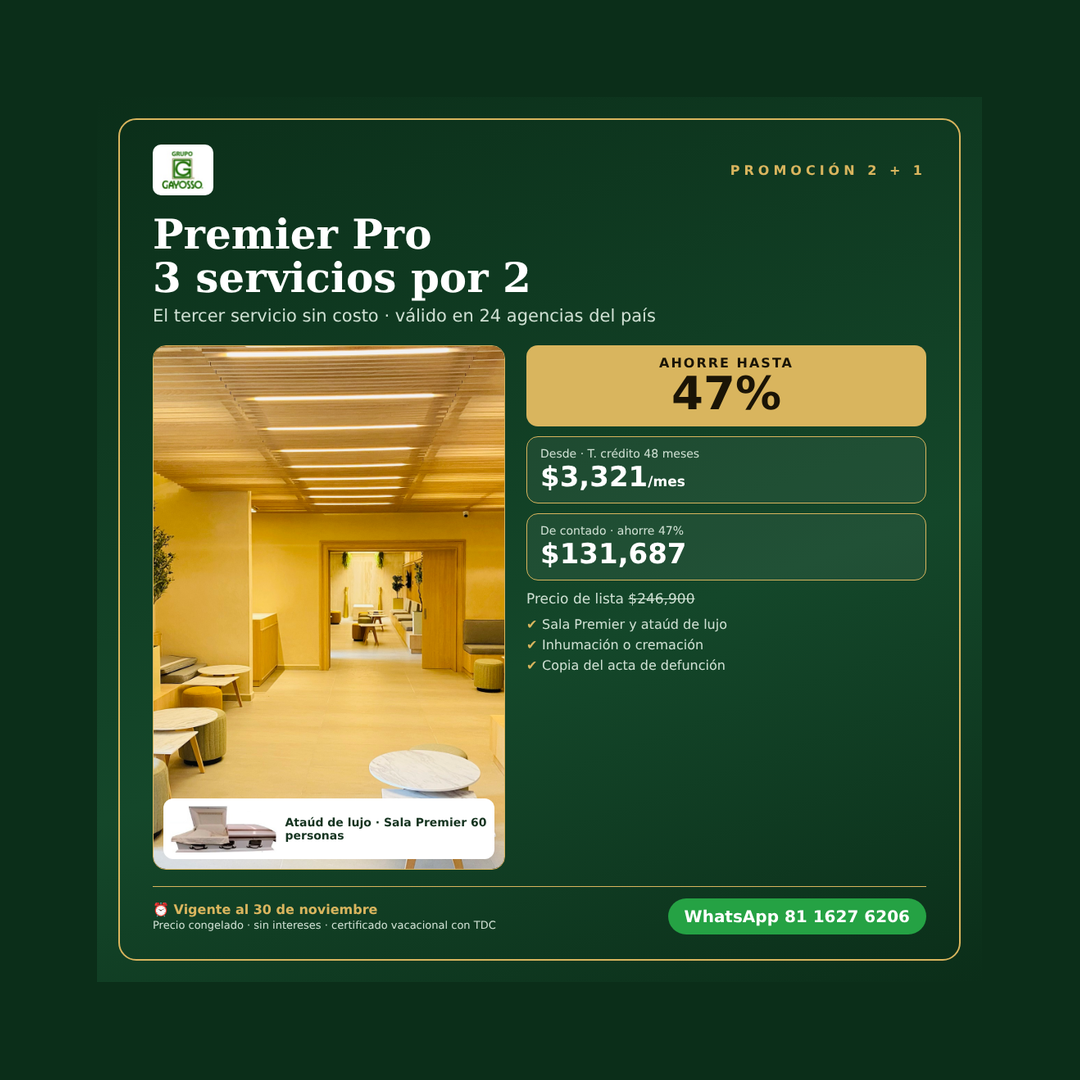 GRUPO
GAYOSSO
PROMOCIÓN 2 + 1
Premier Pro
3 servicios por 2
El tercer servicio sin costo · válido en 24 agencias del país
AHORRE HASTA
47%
Desde · T. crédito 48 meses
$3,321/mes
De contado · ahorre 47%
$131,687
Precio de lista $246,900
✔ Sala Premier y ataúd de lujo
✔ Inhumación o cremación
✔ Copia del acta de defunción
Ataúd de lujo · Sala Premier 60
personas
⏰ Vigente al 30 de noviembre
Precio congelado · sin intereses · certificado vacacional con TDC
WhatsApp 81 1627 6206